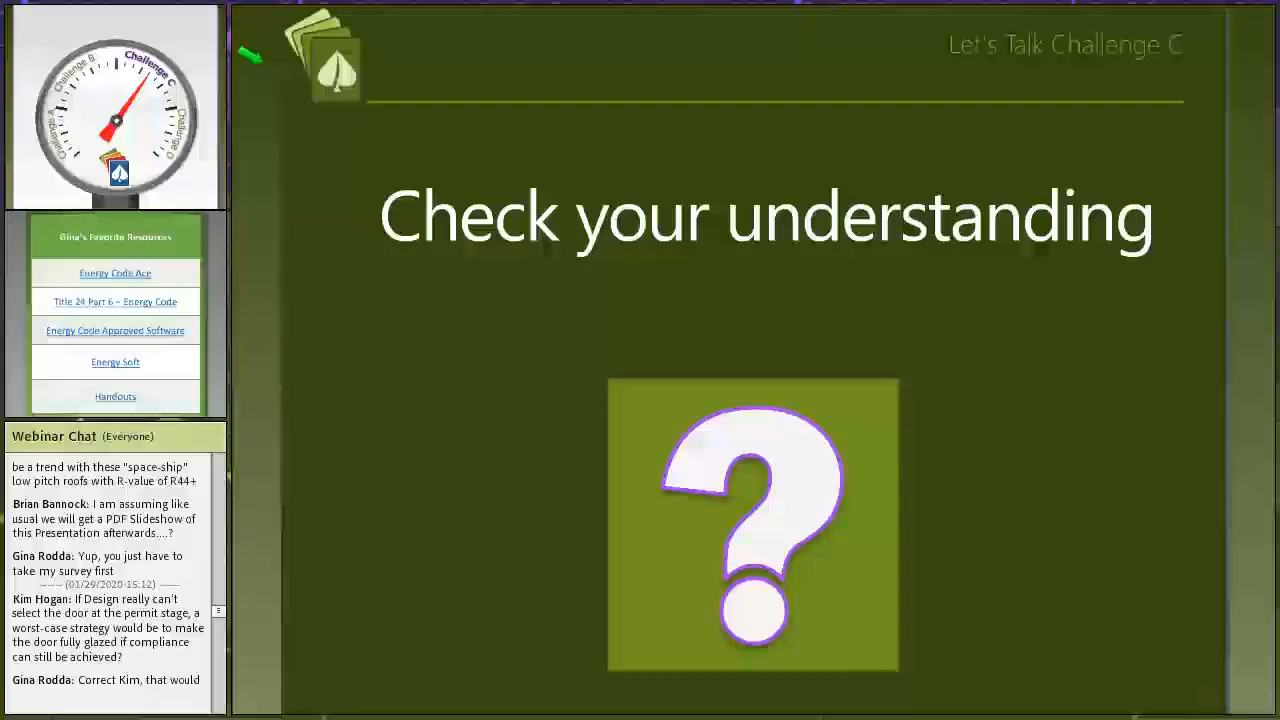 Challenge A
Challenge B
Challenge C
Challenge D
Let's Talk Challenge C
Check your understanding
?
Gina's Favorite Resources
Energy Code Ace
Title 24 Part 6 – Energy Code
Energy Code Approved Software
Energy Soft
Handouts
Webinar Chat (Everyone)
be a trend with these "space-ship"
low pitch roofs with R-value of R44+
Brian Bannock: I am assuming like
usual we will get a PDF Slideshow of
this Presentation afterwards....?
Gina Rodda: Yup, you just have to
take my survey first
------ (01/29/2020 15:12) ------
Kim Hogan: If Design really can't
select the door at the permit stage, a
worst-case strategy would be to make
the door fully glazed if compliance
can still be achieved?
Gina Rodda: Correct Kim, that would